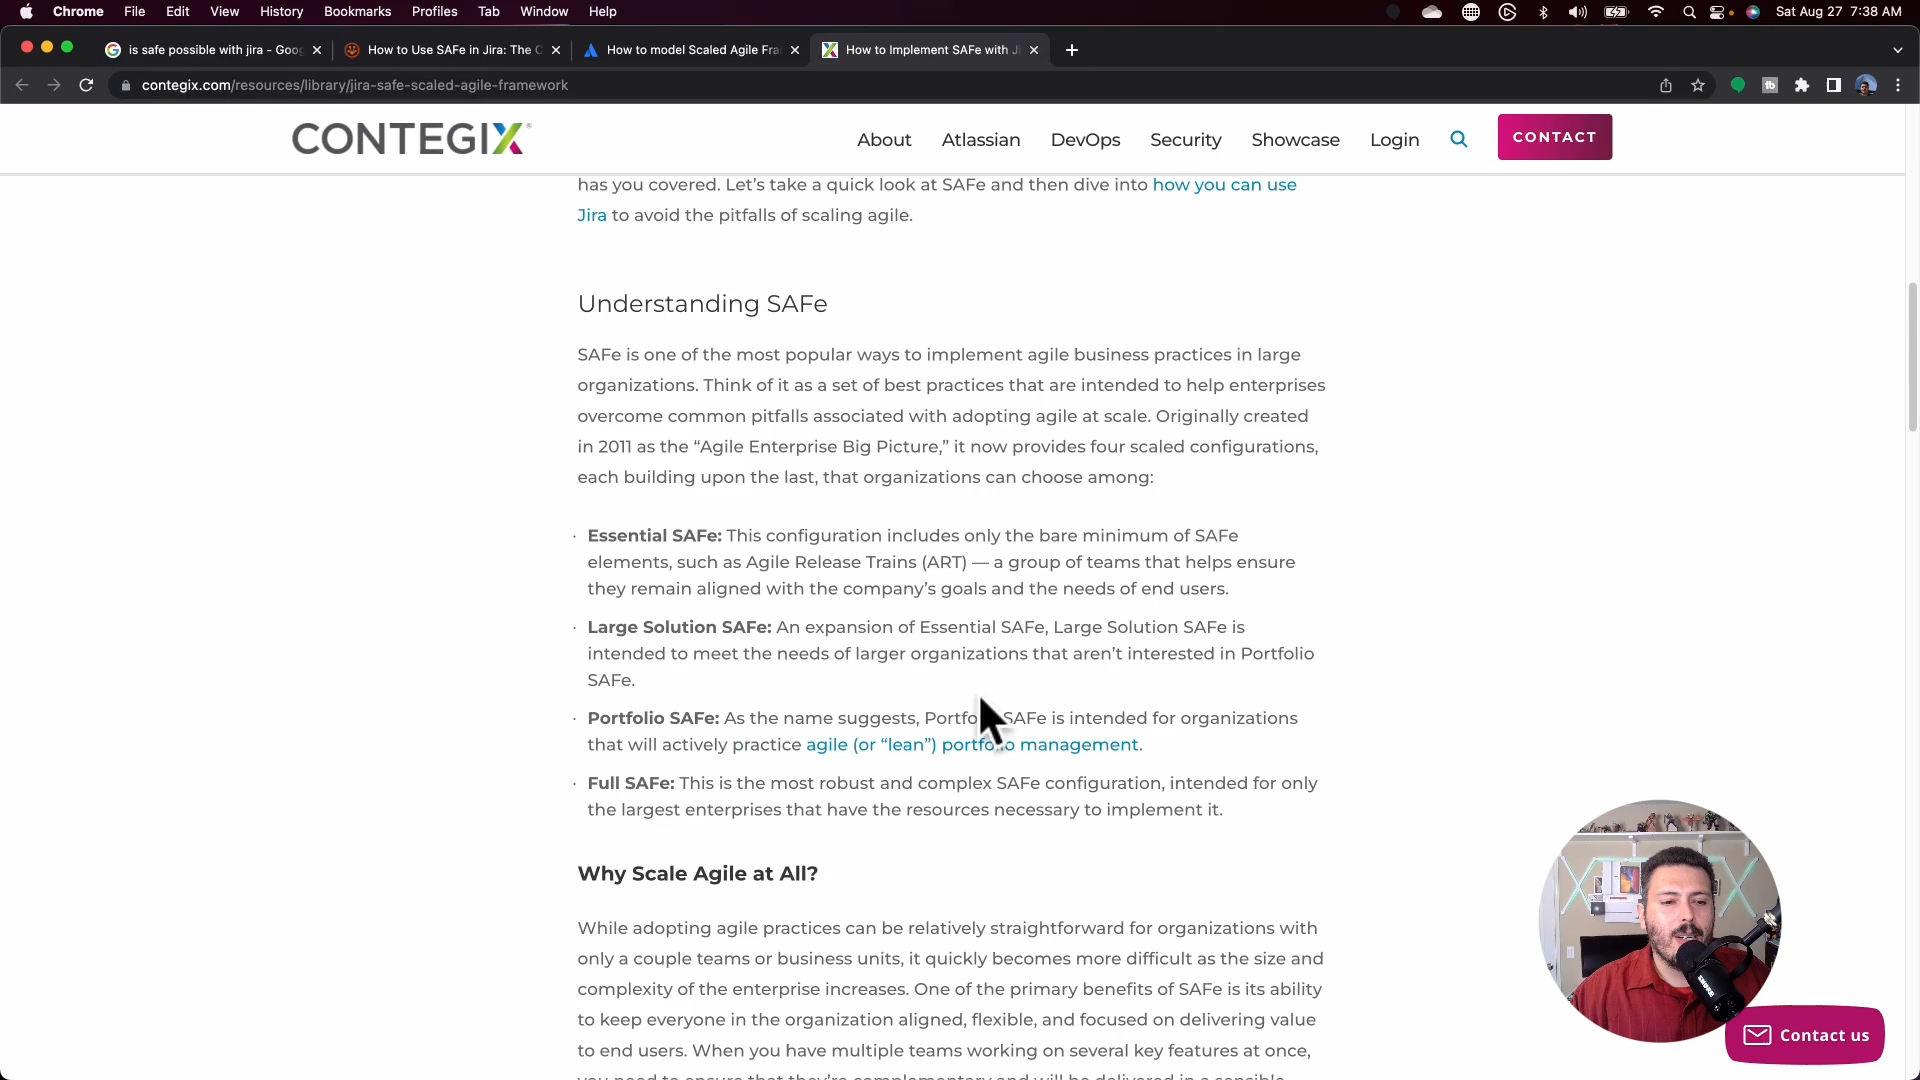 Chrome File Edit View History Bookmarks Profiles Tab Window Help Sat Aug 27 7:38 AM
is safe possible with jira - Goo
How to Use SAFe in Jira: The
How to model Scaled Agile Fra
How to Implement SAFe with Ji
contegix.com/resources/library/jira-safe-scaled-agile-framework
CONTEGIX
About Atlassian DevOps Security Showcase Login CONTACT
has you covered. Let’s take a quick look at SAFe and then dive into how you can use
Jira to avoid the pitfalls of scaling agile.
Understanding SAFe
SAFe is one of the most popular ways to implement agile business practices in large
organizations. Think of it as a set of best practices that are intended to help enterprises
overcome common pitfalls associated with adopting agile at scale. Originally created
in 2011 as the “Agile Enterprise Big Picture,” it now provides four scaled configurations,
each building upon the last, that organizations can choose among:
· Essential SAFe: This configuration includes only the bare minimum of SAFe
elements, such as Agile Release Trains (ART) — a group of teams that helps ensure
they remain aligned with the company’s goals and the needs of end users.
· Large Solution SAFe: An expansion of Essential SAFe, Large Solution SAFe is
intended to meet the needs of larger organizations that aren’t interested in Portfolio
SAFe.
· Portfolio SAFe: As the name suggests, Portfo SAFe is intended for organizations
that will actively practice agile (or “lean”) portfolio management.
· Full SAFe: This is the most robust and complex SAFe configuration, intended for only
the largest enterprises that have the resources necessary to implement it.
Why Scale Agile at All?
While adopting agile practices can be relatively straightforward for organizations with
only a couple teams or business units, it quickly becomes more difficult as the size and
complexity of the enterprise increases. One of the primary benefits of SAFe is its ability
to keep everyone in the organization aligned, flexible, and focused on delivering value
to end users. When you have multiple teams working on several key features at once,
you need to ensure that they’re complementary and will be delivered in a sensible
Contact us